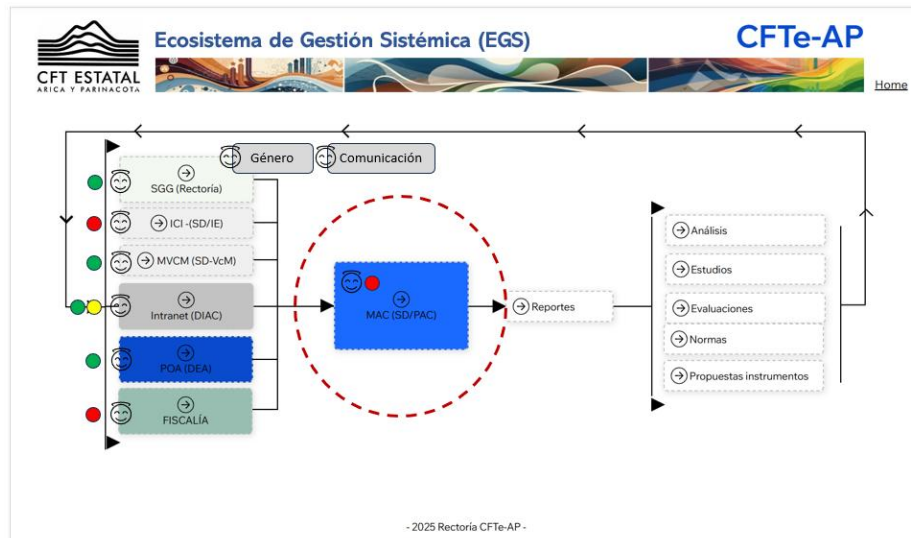 Ecosistema de Gestión Sistémica (EGS)
CFTe-AP
CFT ESTATAL
ARICA Y PARINACOTA
Home
Género
Comunicación
SGG (Rectoría)
ICI -(SD/IE)
MVCM (SD-VcM)
Intranet (DIAC)
POA (DEA)
FISCALÍA
MAC (SD/PAC)
Reportes
Análisis
Estudios
Evaluaciones
Normas
Propuestas instrumentos
- 2025 Rectoría CFTe-AP -